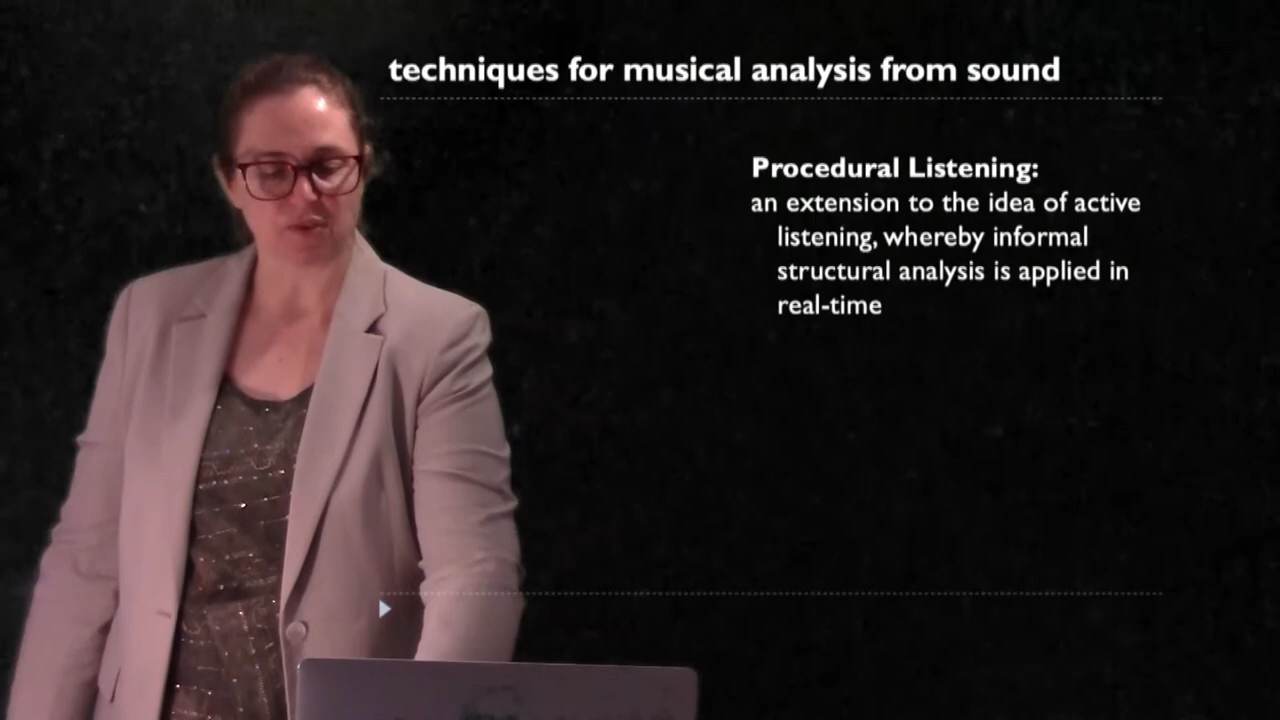 techniques for musical analysis from sound
Procedural Listening:
an extension to the idea of active
listening, whereby informal
structural analysis is applied in
real-time